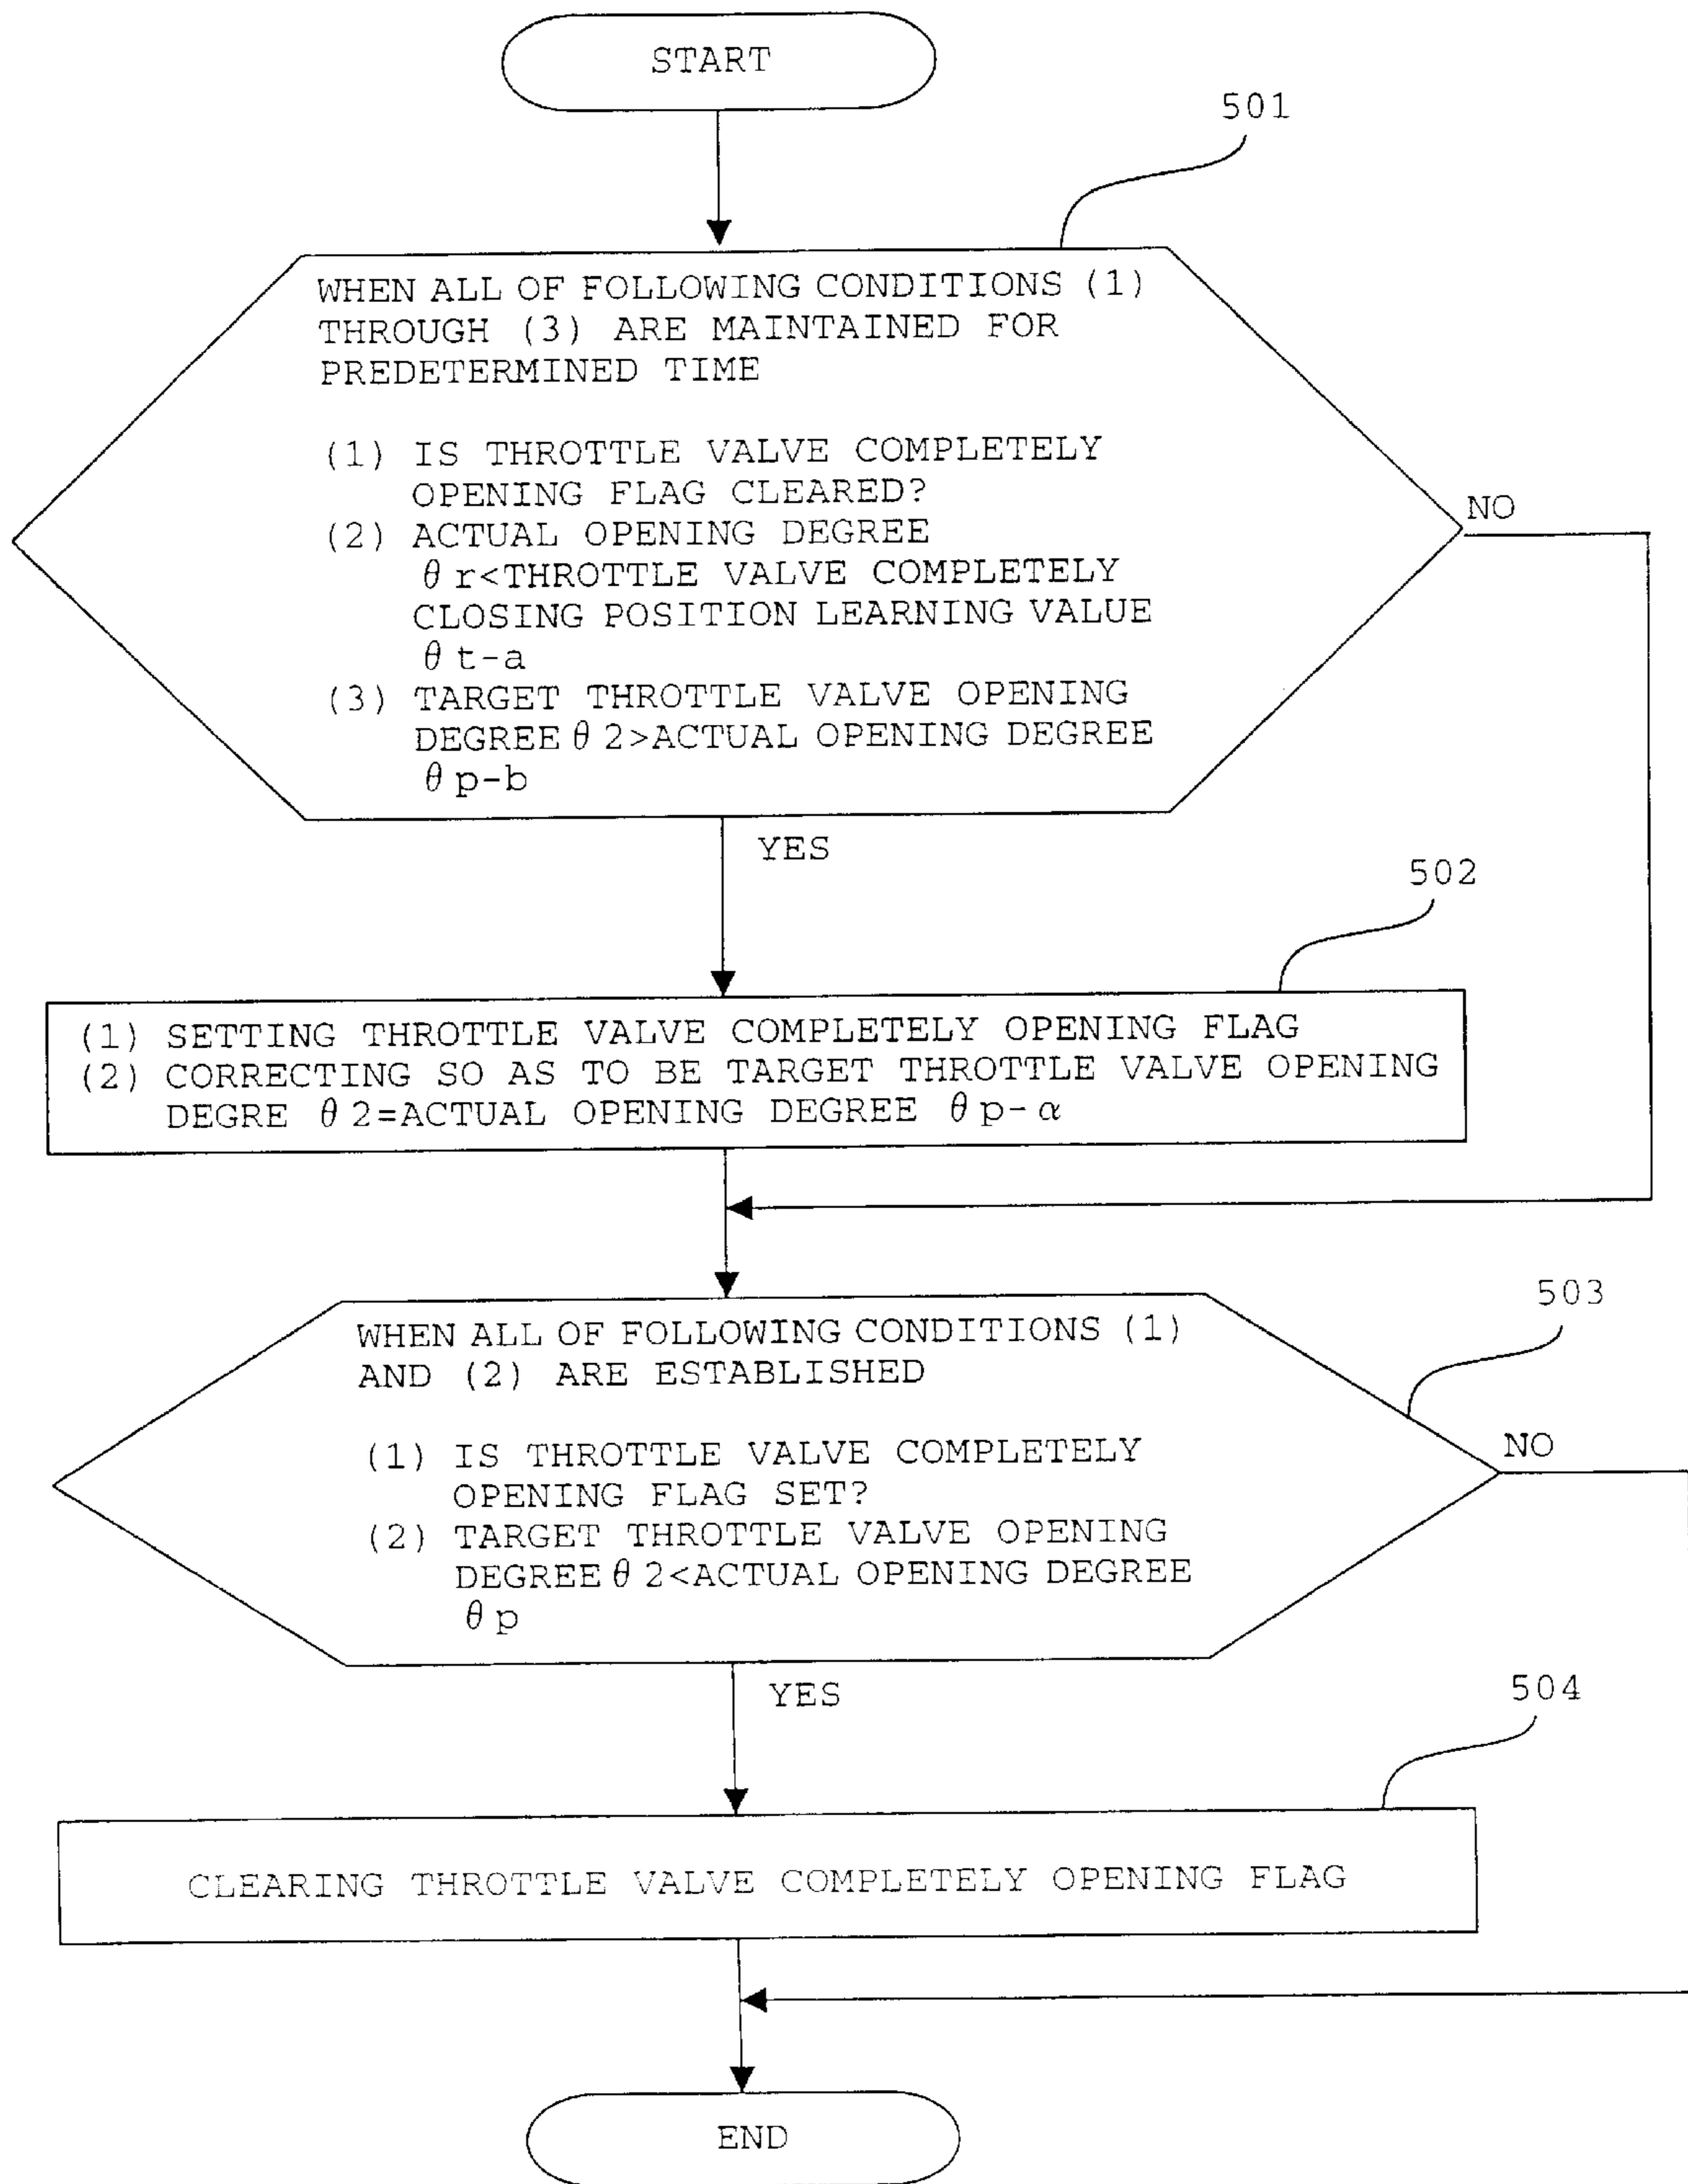 START
501
WHEN ALL OF FOLLOWING CONDITIONS (1)
THROUGH (3) ARE MAINTAINED FOR
PREDETERMINED TIME
(1) IS THROTTLE VALVE COMPLETELY
OPENING FLAG CLEARED?
(2) ACTUAL OPENING DEGREE
θr<THROTTLE VALVE COMPLETELY
CLOSING POSITION LEARNING VALUE
θt-a
(3) TARGET THROTTLE VALVE OPENING
DEGREE θ2>ACTUAL OPENING DEGREE
θp-b
NO
YES
502
(1) SETTING THROTTLE VALVE COMPLETELY OPENING FLAG
(2) CORRECTING SO AS TO BE TARGET THROTTLE VALVE OPENING
DEGRE θ2=ACTUAL OPENING DEGREE θp-α
503
WHEN ALL OF FOLLOWING CONDITIONS (1)
AND (2) ARE ESTABLISHED
(1) IS THROTTLE VALVE COMPLETELY
OPENING FLAG SET?
(2) TARGET THROTTLE VALVE OPENING
DEGREE θ2<ACTUAL OPENING DEGREE
θp
NO
YES
504
CLEARING THROTTLE VALVE COMPLETELY OPENING FLAG
END